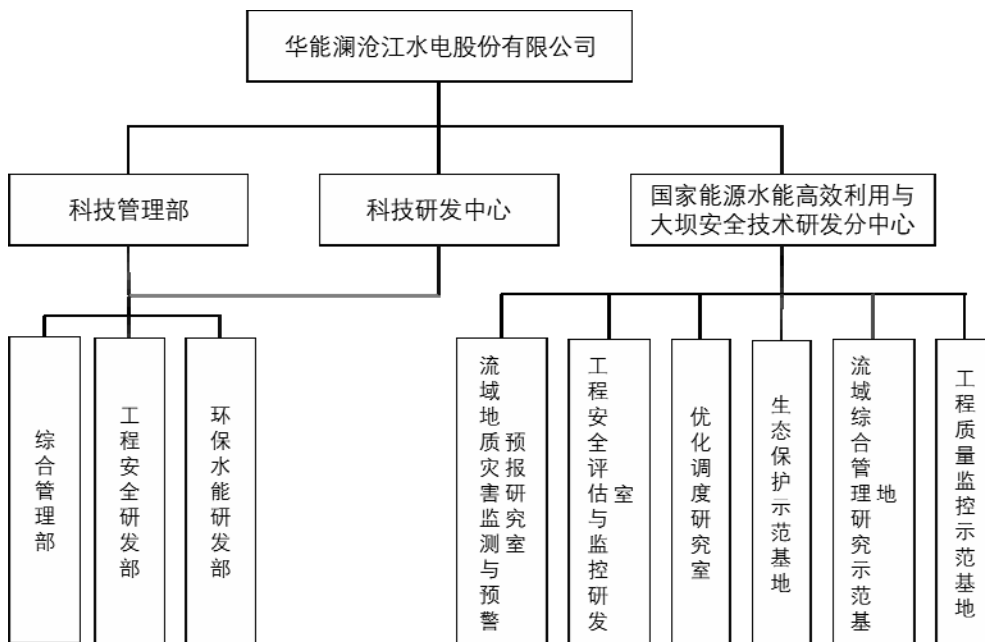 华能澜沧江水电股份有限公司
科技管理部
科技研发中心
国家能源水能高效利用与
大坝安全技术研发分中心
综合管理部
工程安全研发部
环保水能研发部
流域地质灾害监测与预警
预报研究室
工程安全评估与监控研发
室
优化调度研究室
生态保护示范基地
流域综合管理研究示范基
地
工程质量监控示范基地